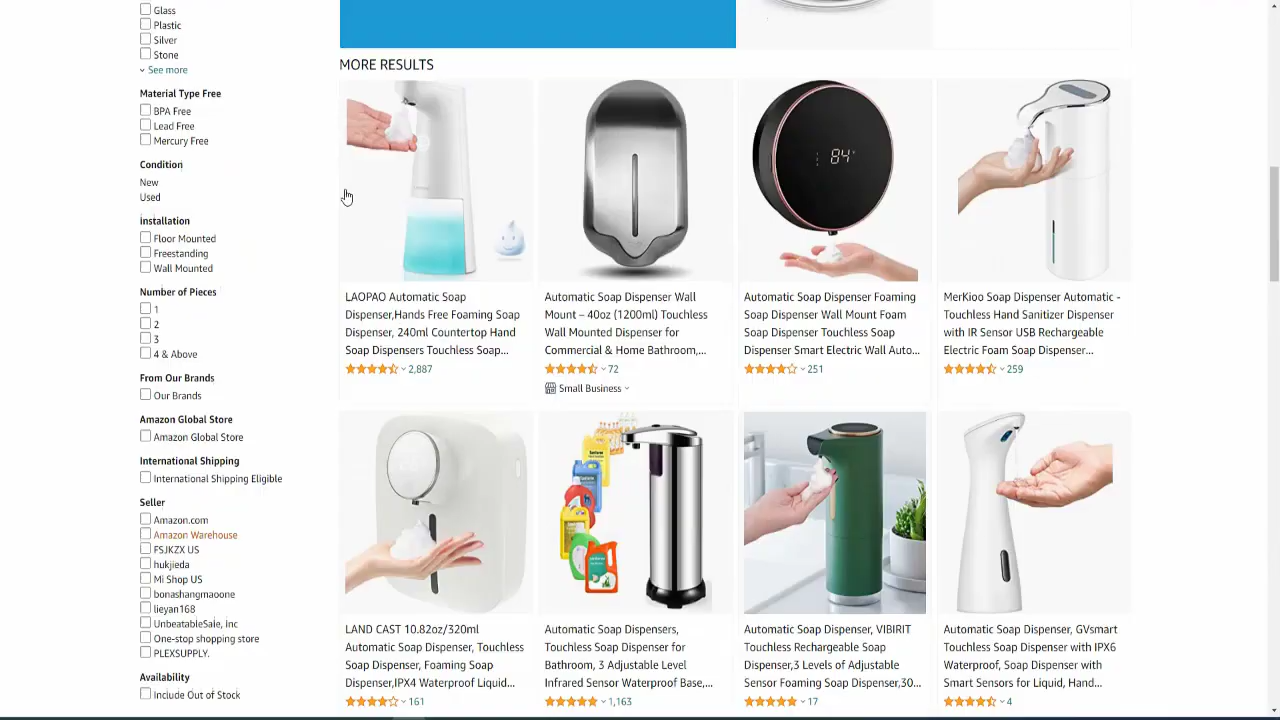 Glass
Plastic
Silver
Stone
See more
Material Type Free
BPA Free
Lead Free
Mercury Free
Condition
New
Used
Installation
Floor Mounted
Freestanding
Wall Mounted
Number of Pieces
1
2
3
4 & Above
From Our Brands
Our Brands
Amazon Global Store
Amazon Global Store
International Shipping
International Shipping Eligible
Seller
Amazon.com
Amazon Warehouse
FSJKZX US
hukjieda
Mi Shop US
bonashangmaoone
lieyan168
UnbeatableSale, Inc
One-stop shopping store
PLEXSUPPLY.
Availability
Include Out of Stock
MORE RESULTS
84
LAOPAO Automatic Soap
Dispenser,Hands Free Foaming Soap
Dispenser, 240ml Countertop Hand
Soap Dispensers Touchless Soap...
2,887
Automatic Soap Dispenser Wall
Mount – 40oz (1200ml) Touchless
Wall Mounted Dispenser for
Commercial & Home Bathroom,...
72
Small Business
Automatic Soap Dispenser Foaming
Soap Dispenser Wall Mount Foam
Soap Dispenser Touchless Soap
Dispenser Smart Electric Wall Auto...
251
MerKioo Soap Dispenser Automatic -
Touchless Hand Sanitizer Dispenser
with IR Sensor USB Rechargeable
Electric Foam Soap Dispenser...
259
LAND CAST 10.82oz/320ml
Automatic Soap Dispenser, Touchless
Soap Dispenser, Foaming Soap
Dispenser,IPX4 Waterproof Liquid...
161
Automatic Soap Dispensers,
Touchless Soap Dispenser for
Bathroom, 3 Adjustable Level
Infrared Sensor Waterproof Base,...
1,163
Automatic Soap Dispenser, VIBIRIT
Touchless Rechargeable Soap
Dispenser,3 Levels of Adjustable
Sensor Foaming Soap Dispenser,30...
17
Automatic Soap Dispenser, GVsmart
Touchless Soap Dispenser with IPX6
Waterproof, Soap Dispenser with
Smart Sensors for Liquid, Hand...
4